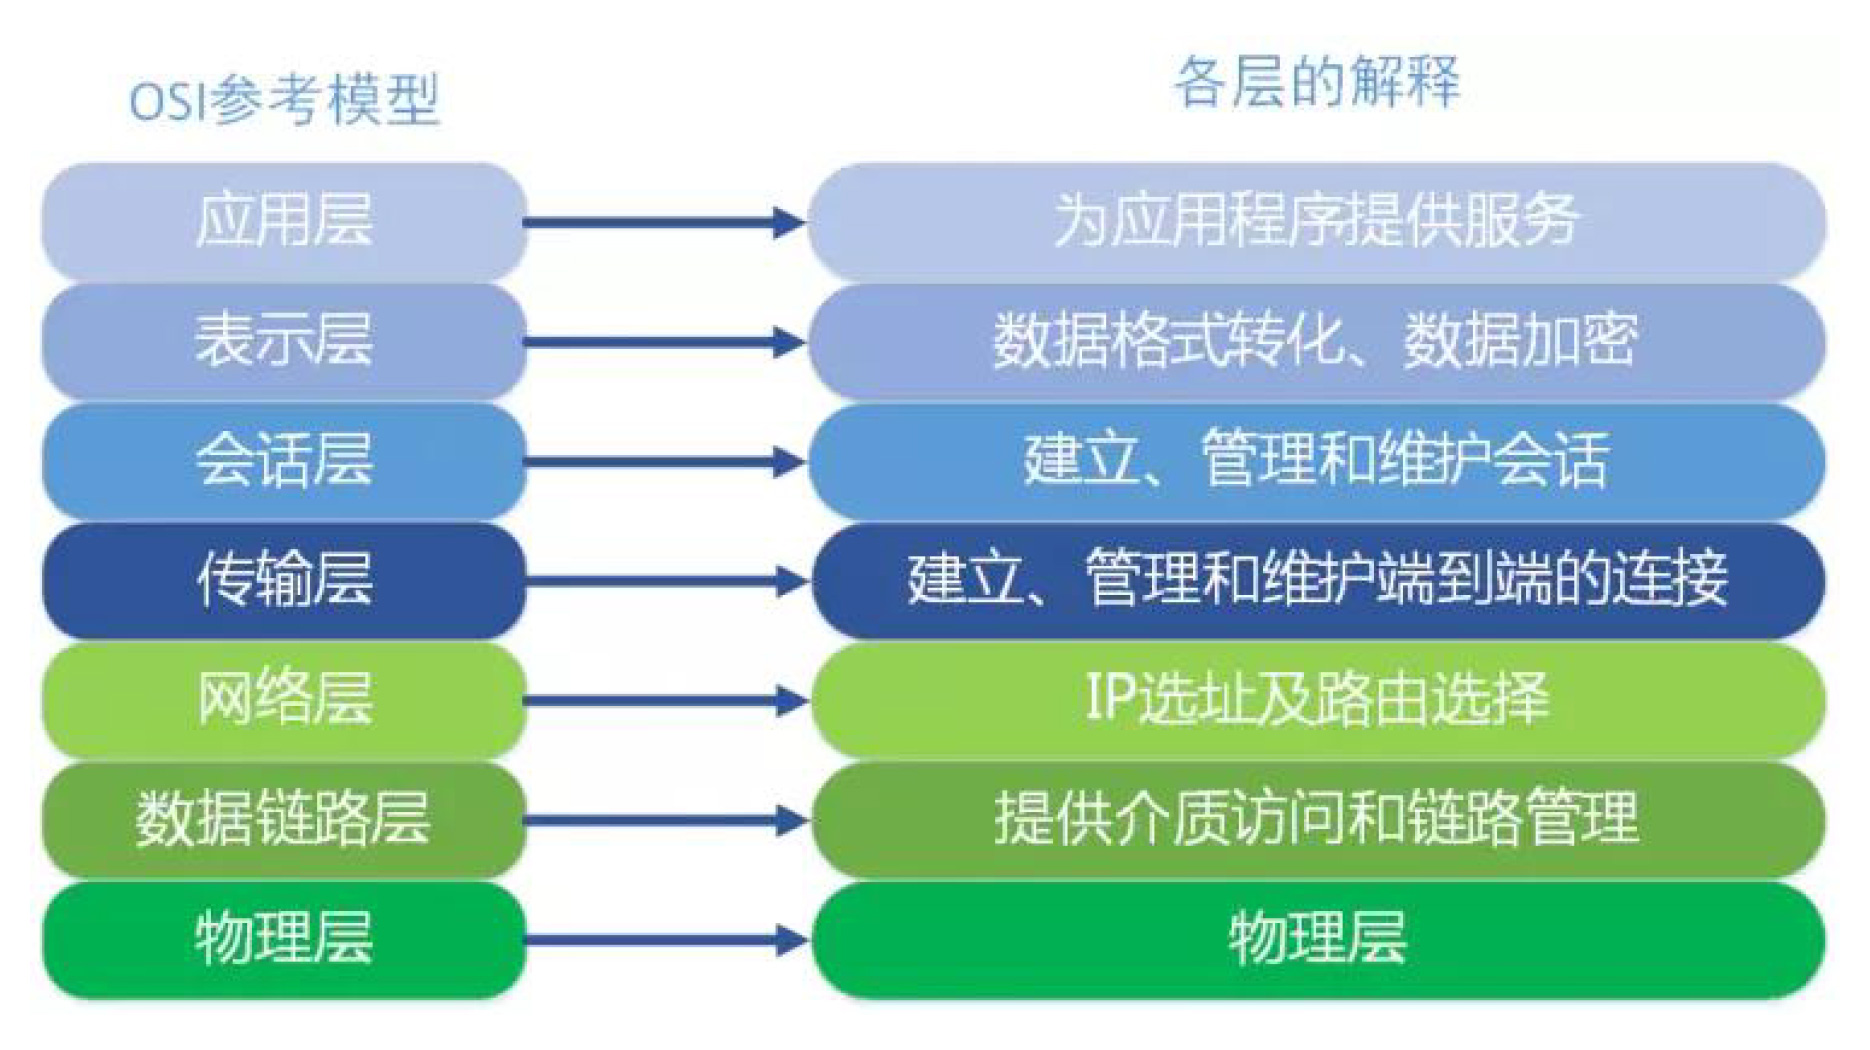 OSI参考模型
各层的解释
应用层
为应用程序提供服务
表示层
数据格式转化、数据加密
会话层
建立、管理和维护会话
传输层
建立、管理和维护端到端的连接
网络层
IP选址及路由选择
数据链路层
提供介质访问和链路管理
物理层
物理层